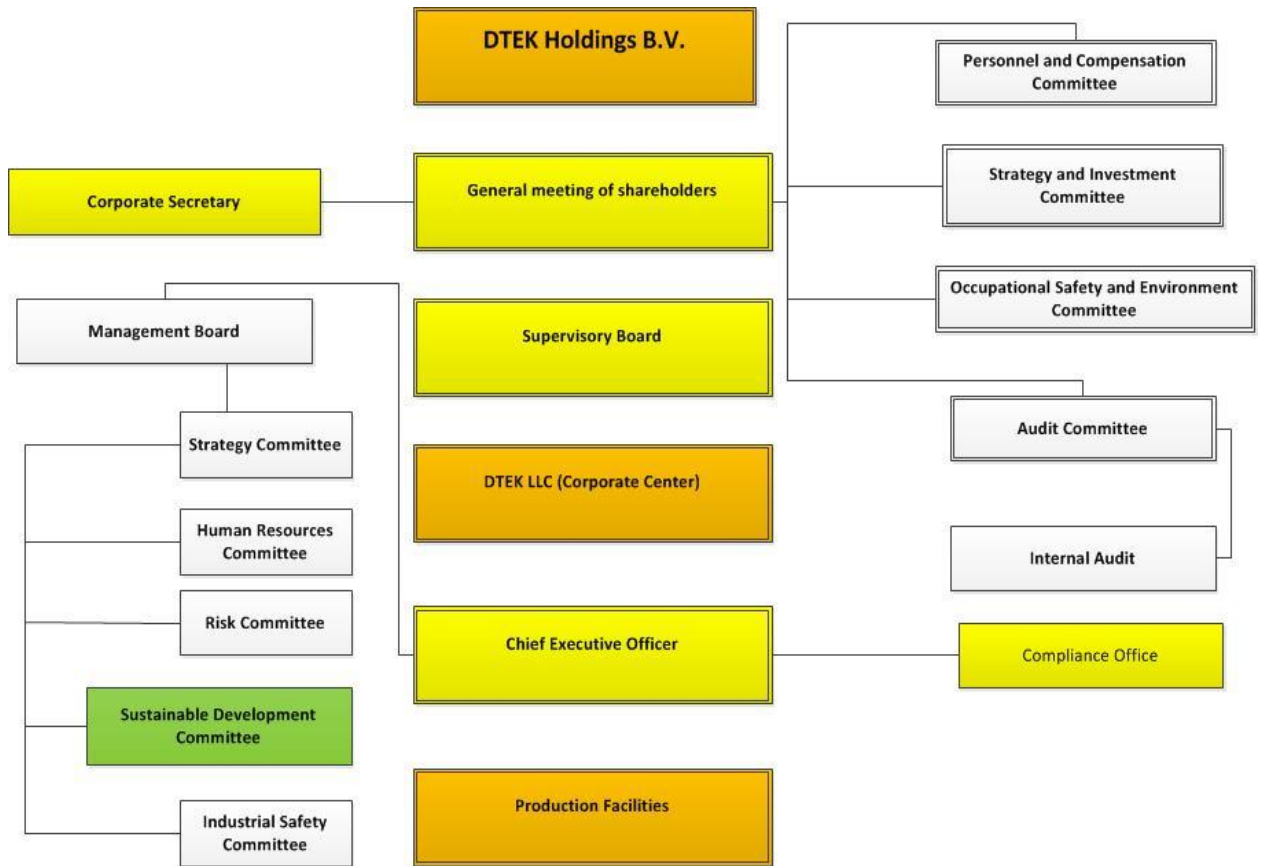 DTEK Holdings B.V.
Personnel and Compensation
Committee
Corporate Secretary
General meeting of shareholders
Strategy and Investment
Committee
Occupational Safety and Environment
Committee
Management Board
Supervisory Board
Strategy Committee
DTEK LLC (Corporate Center)
Audit Committee
Human Resources
Committee
Internal Audit
Risk Committee
Chief Executive Officer
Compliance Office
Sustainable Development
Committee
Production Facilities
Industrial Safety
Committee